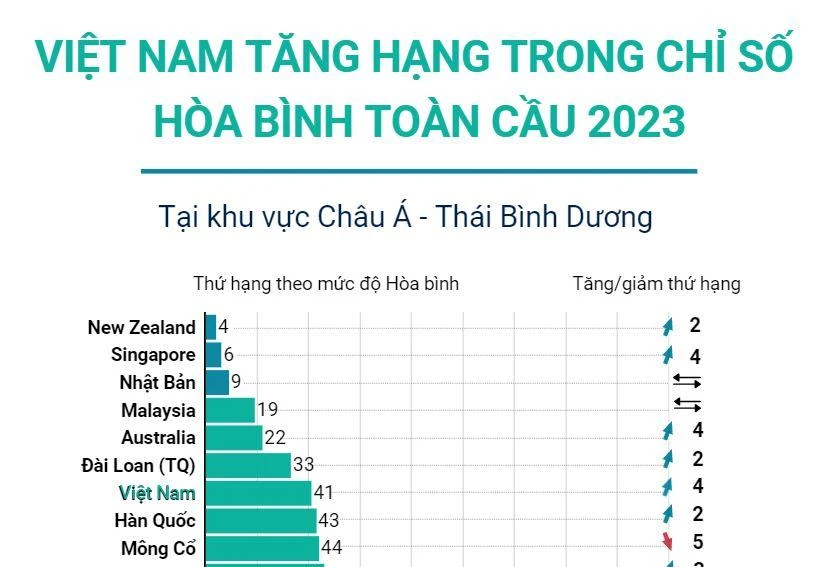 VIỆT NAM TĂNG HẠNG TRONG CHỈ SỐ
HÒA BÌNH TOÀN CẦU 2023
Tại khu vực Châu Á - Thái Bình Dương
Thứ hạng theo mức độ Hòa bình Tăng/giảm thứ hạng
New Zealand 4 2
Singapore 6 4
Nhật Bản 9
Malaysia 19
Australia 22 4
Đài Loan (TQ) 33 2
Việt Nam 41 4
Hàn Quốc 43 2
Mông Cổ 44 5